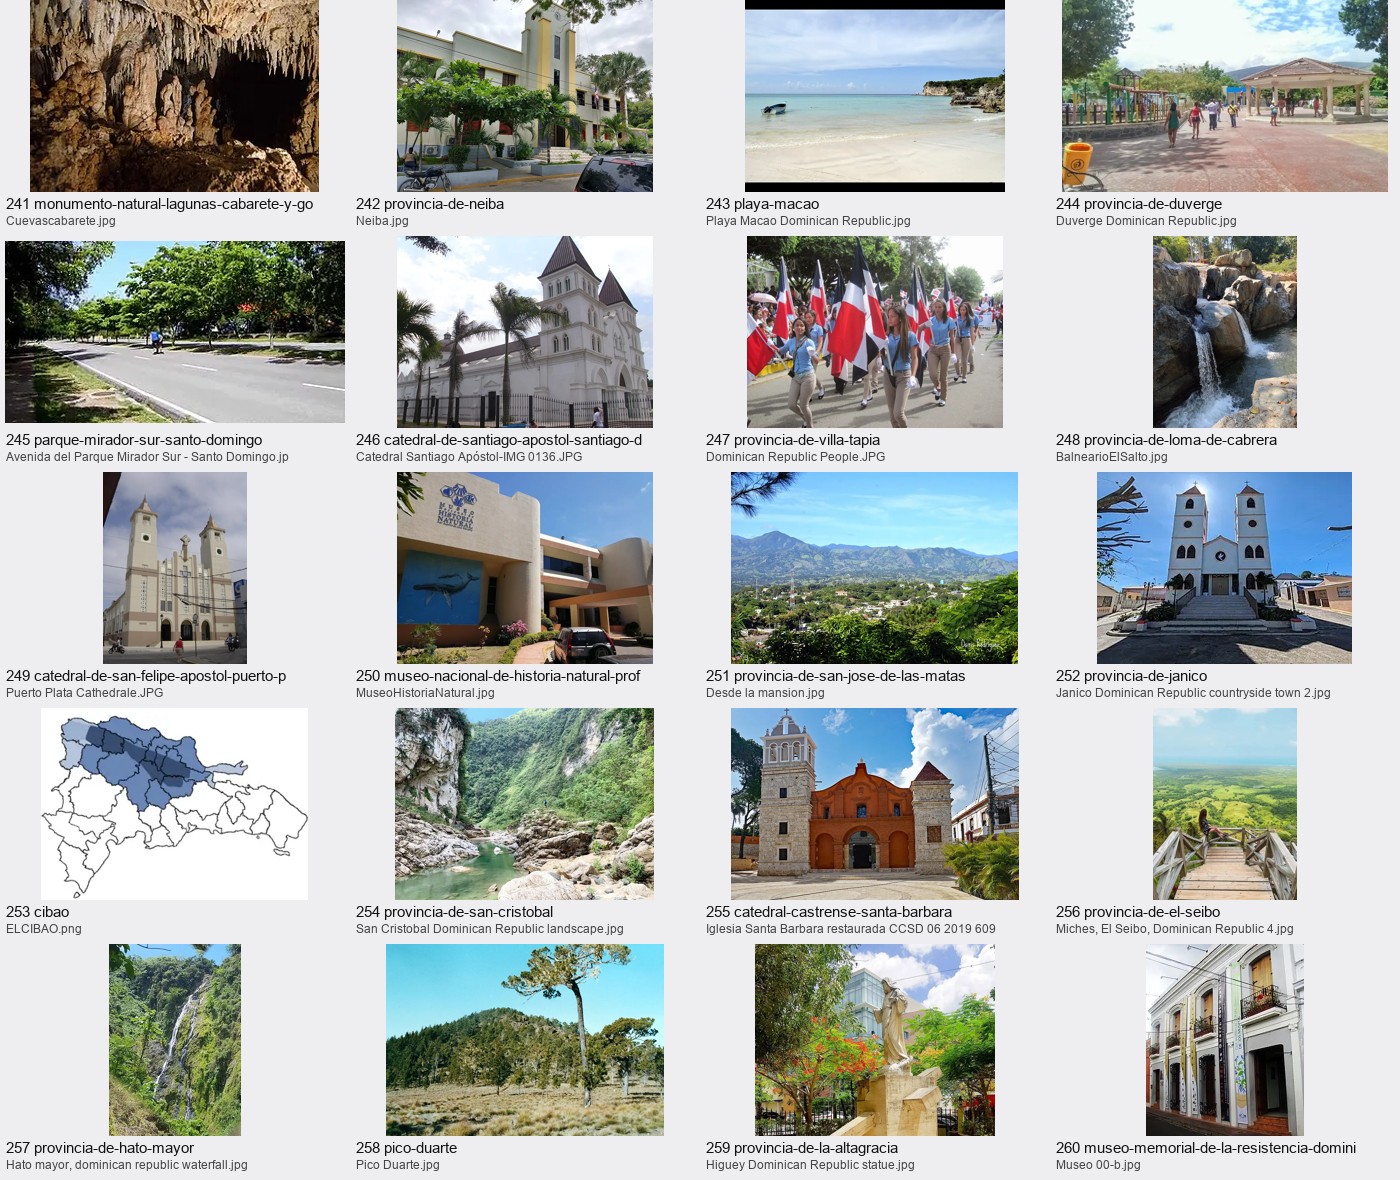 241 monumento-natural-lagunas-cabarete-y-go
Cuevascabarete.jpg
242 provincia-de-neiba
Neiba.jpg
243 playa-macao
Playa Macao Dominican Republic.jpg
244 provincia-de-duverge
Duverge Dominican Republic.jpg
245 parque-mirador-sur-santo-domingo
Avenida del Parque Mirador Sur - Santo Domingo.jp
246 catedral-de-santiago-apostol-santiago-d
Catedral Santiago Apóstol-IMG 0136.JPG
247 provincia-de-villa-tapia
Dominican Republic People.JPG
248 provincia-de-loma-de-cabrera
BalnearioElSalto.jpg
249 catedral-de-san-felipe-apostol-puerto-p
Puerto Plata Cathedrale.JPG
MUSEO
HISTORIA
NATURAL
250 museo-nacional-de-historia-natural-prof
MuseoHistoriaNatural.jpg
251 provincia-de-san-jose-de-las-matas
Desde la mansion.jpg
252 provincia-de-janico
Janico Dominican Republic countryside town 2.jpg
253 cibao
ELCIBAO.png
254 provincia-de-san-cristobal
San Cristobal Dominican Republic landscape.jpg
255 catedral-castrense-santa-barbara
Iglesia Santa Barbara restaurada CCSD 06 2019 609
256 provincia-de-el-seibo
Miches, El Seibo, Dominican Republic 4.jpg
257 provincia-de-hato-mayor
Hato mayor, dominican republic waterfall.jpg
258 pico-duarte
Pico Duarte.jpg
259 provincia-de-la-altagracia
Higuey Dominican Republic statue.jpg
260 museo-memorial-de-la-resistencia-domini
Museo 00-b.jpg